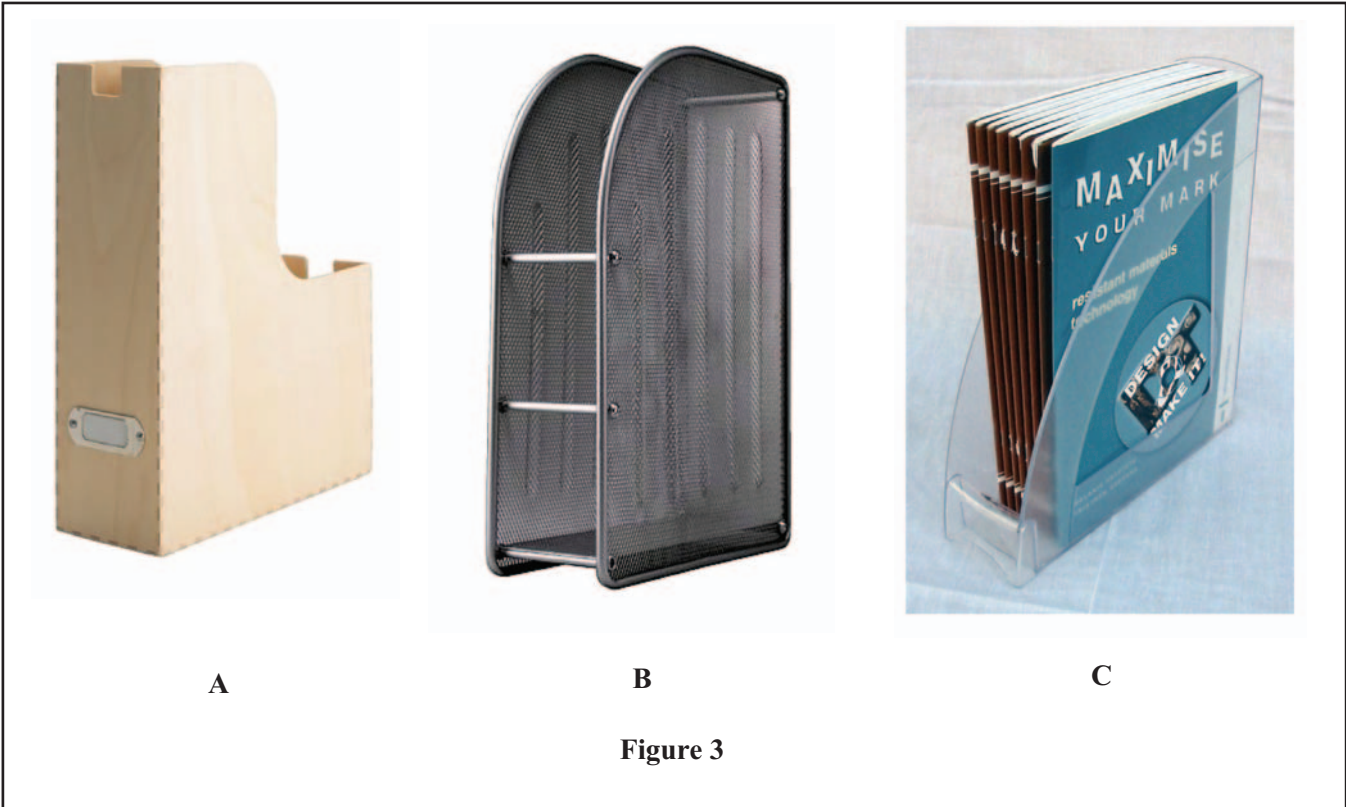 MAXIMISE
YOUR MARK
resistant materials
technology
DESIGN
MAKE IT!
A
B
C
Figure 3